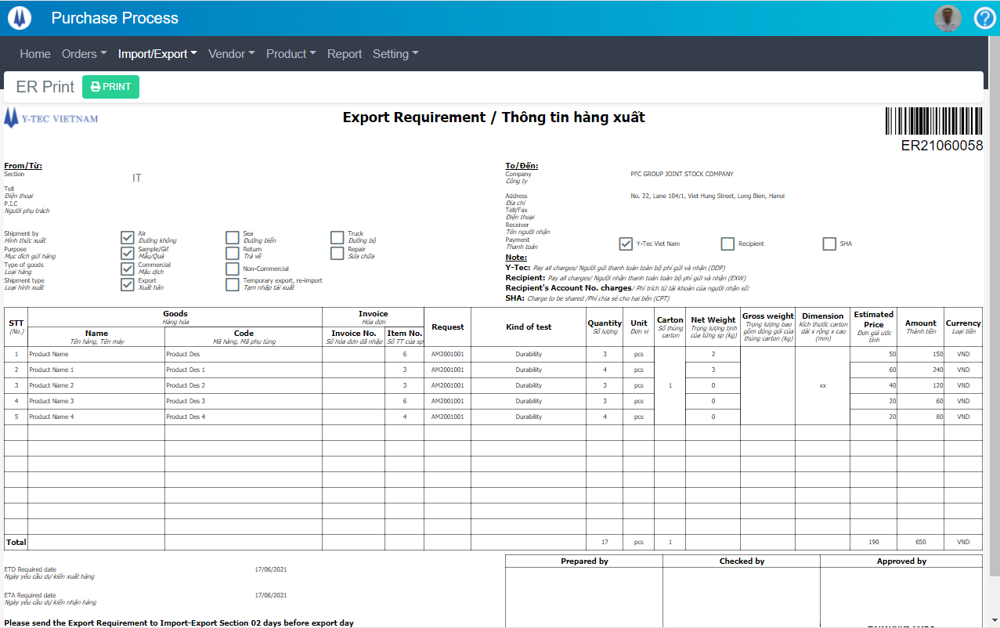 Purchase Process
Home Orders Import/Export Vendor Product Report Setting
ER Print PRINT
Y-TEC VIETNAM
Export Requirement / Thông tin hàng xuất
ER21060058
From/Từ:
Section IT
Tell
Điện thoại
P.I.C
Người phụ trách
To/Đến:
Company PFC GROUP JOINT STOCK COMPANY
Công ty
Address No. 22, Lane 104/1, Viet Hung Street, Long Bien, Hanoi
Địa chỉ
Tell/Fax
Điện thoại
Receiver
Tên người nhận
Payment Y-Tec Viet Nam Recipient SHA
Thanh toán
Shipment by Air Sea Truck
Hình thức xuất Đường không Đường biển Đường bộ
Purpose Sample/Gif Return Repair
Mục đích gửi hàng Mẫu/Quà Trả về Sửa chữa
Type of goods Commercial Non-Commercial
Loại hàng Mậu dịch
Shipment type Export Temporary export, re-import
Loại hình xuất Xuất hẳn Tạm nhập tái xuất
Note:
Y-Tec: Pay all charges/ Người gửi thanh toán toàn bộ phí gửi và nhận (DDP)
Recipient: Pay all charges/ Người nhận thanh toán toàn bộ phí gửi và nhận (EXW)
Recipient's Account No. charges/ Phí trích từ tài khoản của người nhận số:
SHA: Charge to be shared /Phí chia sẻ cho hai bên (CPT)
STT (No.) Goods Hàng hóa Invoice Hóa đơn Request Kind of test Quantity Số lượng Unit Đơn vị Carton Số thùng carton Net Weight Trọng lượng tịnh của từng sp (kg) Gross weight Trọng lượng bao gồm đóng gói của thùng carton (kg) Dimension Kích thước carton dài x rộng x cao (mm) Estimated Price Đơn giá ước tính Amount Thành tiền Currency Loại tiền
Name Tên hàng, Tên máy Code Mã hàng, Mã phụ tùng Invoice No. Số hóa đơn đã nhập Item No. Số TT của sp
1 Product Name Product Des 6 AM2001001 Durability 3 pcs 2 50 150 VND
2 Product Name 1 Product Des 1 3 AM2001001 Durability 4 pcs 3 60 240 VND
3 Product Name 2 Product Des 2 3 AM2001001 Durability 3 pcs 1 0 xx 40 120 VND
4 Product Name 3 Product Des 3 6 AM2001001 Durability 3 pcs 0 20 60 VND
5 Product Name 4 Product Des 4 4 AM2001001 Durability 4 pcs 0 20 80 VND
Total 17 pcs 1 190 650 VND
Prepared by Checked by Approved by
ETD Required date 17/06/2021
Ngày yêu cầu dự kiến xuất hàng
ETA Required date 17/06/2021
Ngày yêu cầu dự kiến nhận hàng
Please send the Export Requirement to Import-Export Section 02 days before export day